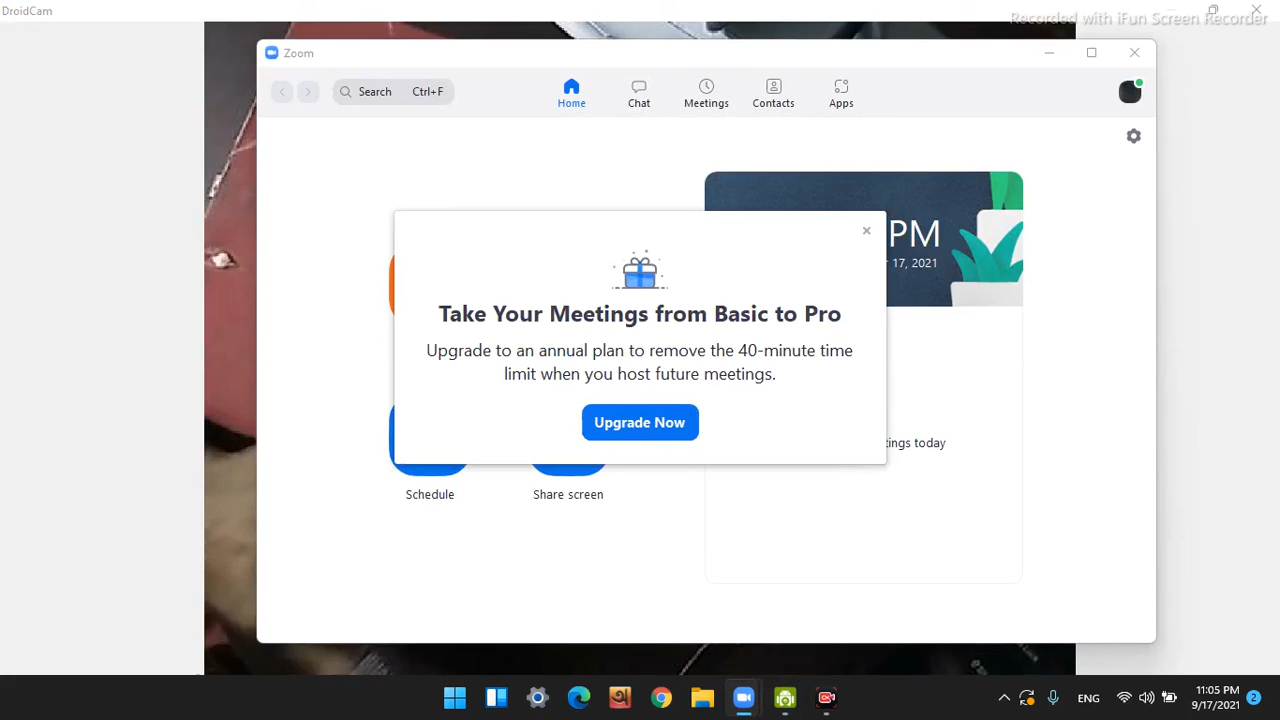 DroidCam
Recorded with iFun Screen Recorder
Zoom
Search Ctrl+F
Home
Chat
Meetings
Contacts
Apps
PM
17, 2021
Take Your Meetings from Basic to Pro
Upgrade to an annual plan to remove the 40-minute time
limit when you host future meetings.
Upgrade Now
tings today
Schedule
Share screen
ENG
11:05 PM
9/17/2021
2